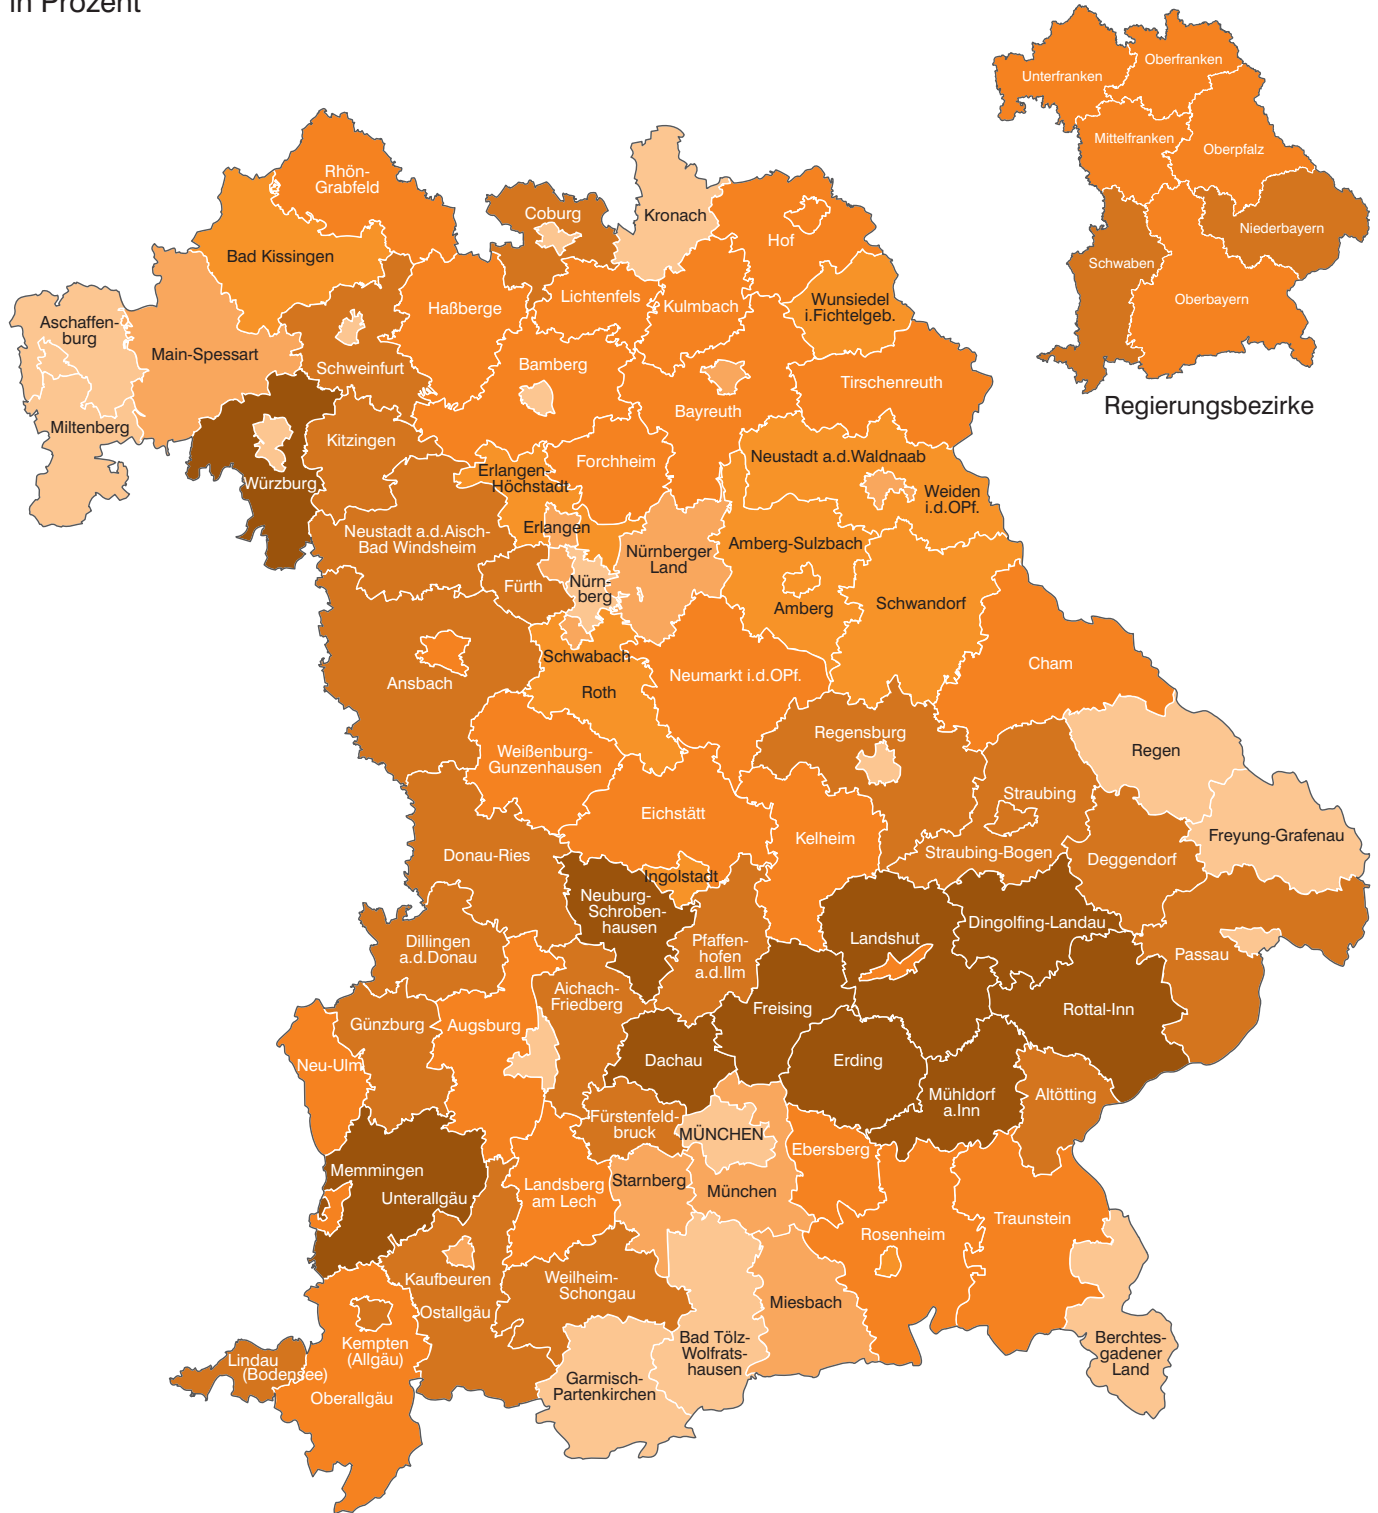 in Prozent
Unterfranken
Oberfranken
Mittelfranken
Oberpfalz
Niederbayern
Schwaben
Oberbayern
Regierungsbezirke
Rhön-
Grabfeld
Coburg
Kronach
Hof
Bad Kissingen
Lichtenfels
Kulmbach
Wunsiedel
i.Fichtelgeb.
Haßberge
Aschaffen-
burg
Main-Spessart
Schweinfurt
Bamberg
Tirschenreuth
Bayreuth
Miltenberg
Kitzingen
Würzburg
Erlangen-
Höchstadt
Forchheim
Neustadt a.d.Waldnaab
Weiden
i.d.OPf.
Neustadt a.d.Aisch-
Bad Windsheim
Erlangen
Nürnberger
Land
Amberg-Sulzbach
Fürth
Nürn-
berg
Amberg
Schwandorf
Ansbach
Schwabach
Roth
Neumarkt i.d.OPf.
Cham
Weißenburg-
Gunzenhausen
Regensburg
Regen
Straubing
Eichstätt
Kelheim
Freyung-Grafenau
Donau-Ries
Straubing-Bogen
Deggendorf
Ingolstadt
Neuburg-
Schroben-
hausen
Dingolfing-Landau
Dillingen
a.d.Donau
Pfaffen-
hofen
a.d.Ilm
Landshut
Passau
Aichach-
Friedberg
Freising
Rottal-Inn
Günzburg
Augsburg
Neu-Ulm
Dachau
Erding
Mühldorf
a.Inn
Altötting
Fürstenfeld-
bruck
MÜNCHEN
Ebersberg
Memmingen
Unterallgäu
Landsberg
am Lech
Starnberg
München
Traunstein
Rosenheim
Kaufbeuren
Weilheim-
Schongau
Miesbach
Ostallgäu
Kempten
(Allgäu)
Bad Tölz-
Wolfrats-
hausen
Berchtes-
gadener
Land
Lindau
(Bodensee)
Garmisch-
Partenkirchen
Oberallgäu